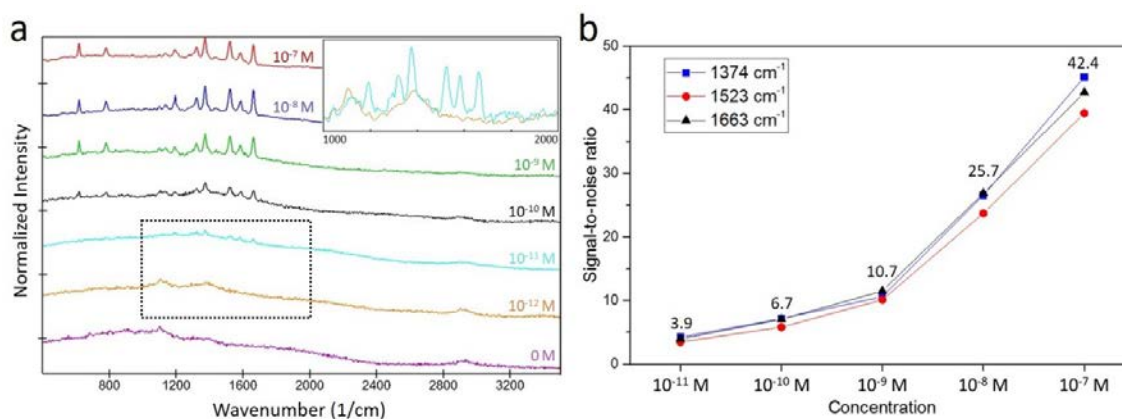 a
Normalized Intensity
10⁻⁷ M
10⁻⁸ M
10⁻⁹ M
10⁻¹⁰ M
10⁻¹¹ M
10⁻¹² M
0 M
1000 2000
800 1200 1600 2000 2400 2800 3200
Wavenumber (1/cm)
b
Signal-to-noise ratio
50
40
30
20
10
0
1374 cm⁻¹
1523 cm⁻¹
1663 cm⁻¹
3.9
6.7
10.7
25.7
42.4
10⁻¹¹ M 10⁻¹⁰ M 10⁻⁹ M 10⁻⁸ M 10⁻⁷ M
Concentration